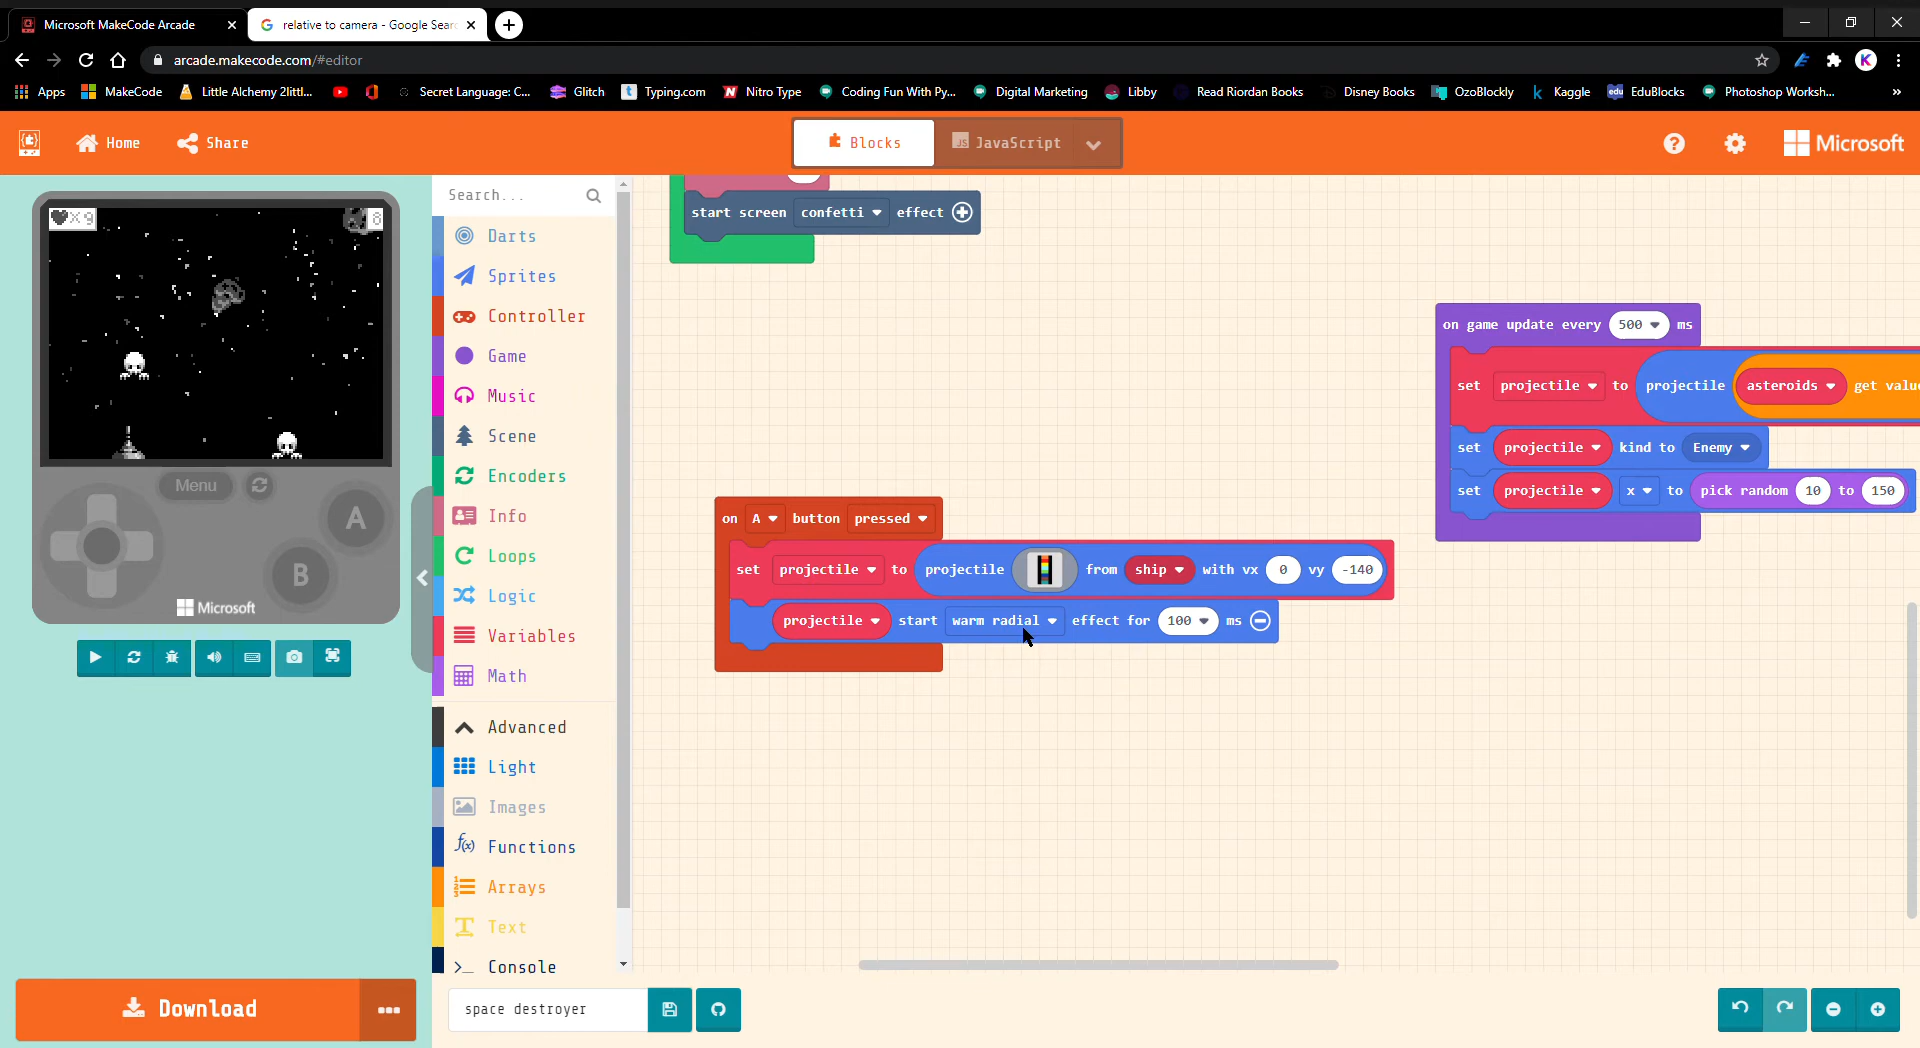 Microsoft MakeCode Arcade
relative to camera - Google Sear
arcade.makecode.com/#editor
K
Apps
MakeCode
Little Alchemy 2littl...
Secret Language: C...
Glitch
Typing.com
Nitro Type
Coding Fun With Py...
Digital Marketing
Libby
Read Riordan Books
Disney Books
OzoBlockly
Kaggle
EduBlocks
Photoshop Worksh...
Home
Share
Blocks
JavaScript
Microsoft
x9
8
Menu
A
B
Microsoft
Search...
Darts
Sprites
Controller
Game
Music
Scene
Encoders
Info
Loops
Logic
Variables
Math
Advanced
Light
Images
Functions
Arrays
Text
Console
start screen confetti effect
on A button pressed
set projectile to projectile from ship with vx 0 vy -140
projectile start warm radial effect for 100 ms
on game update every 500 ms
set projectile to projectile asteroids get valu
set projectile kind to Enemy
set projectile x to pick random 10 to 150
Download
space destroyer